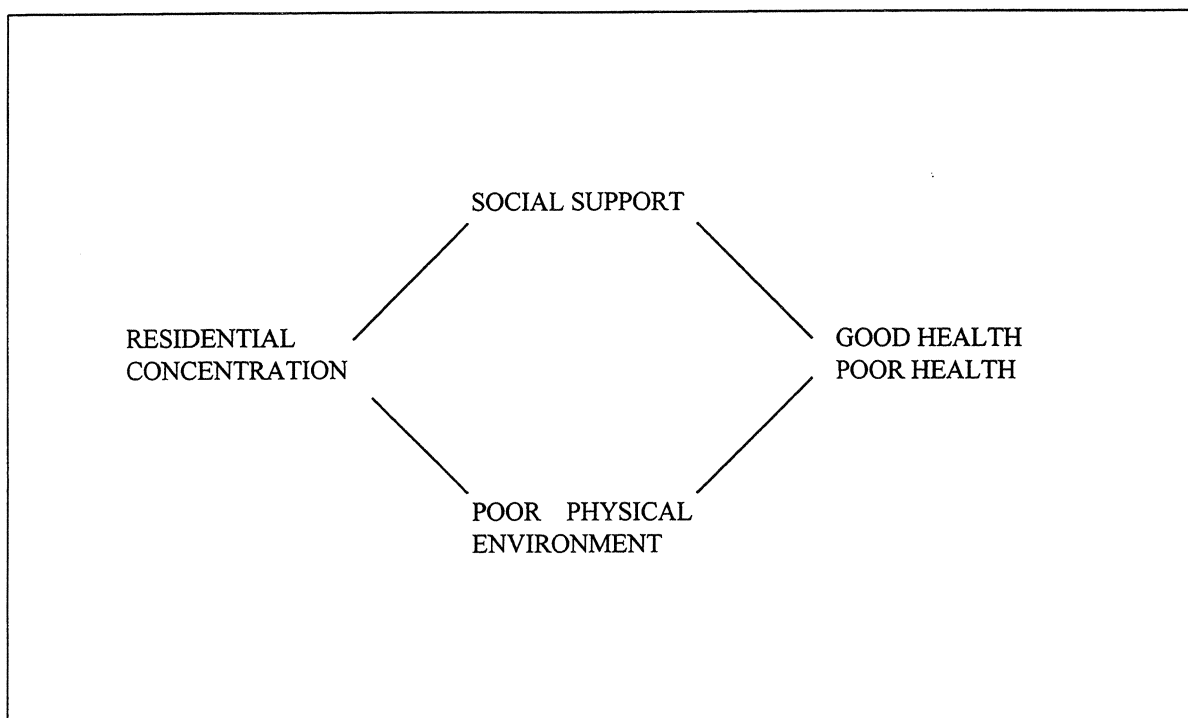 SOCIAL SUPPORT
RESIDENTIAL
CONCENTRATION
GOOD HEALTH
POOR HEALTH
POOR PHYSICAL
ENVIRONMENT